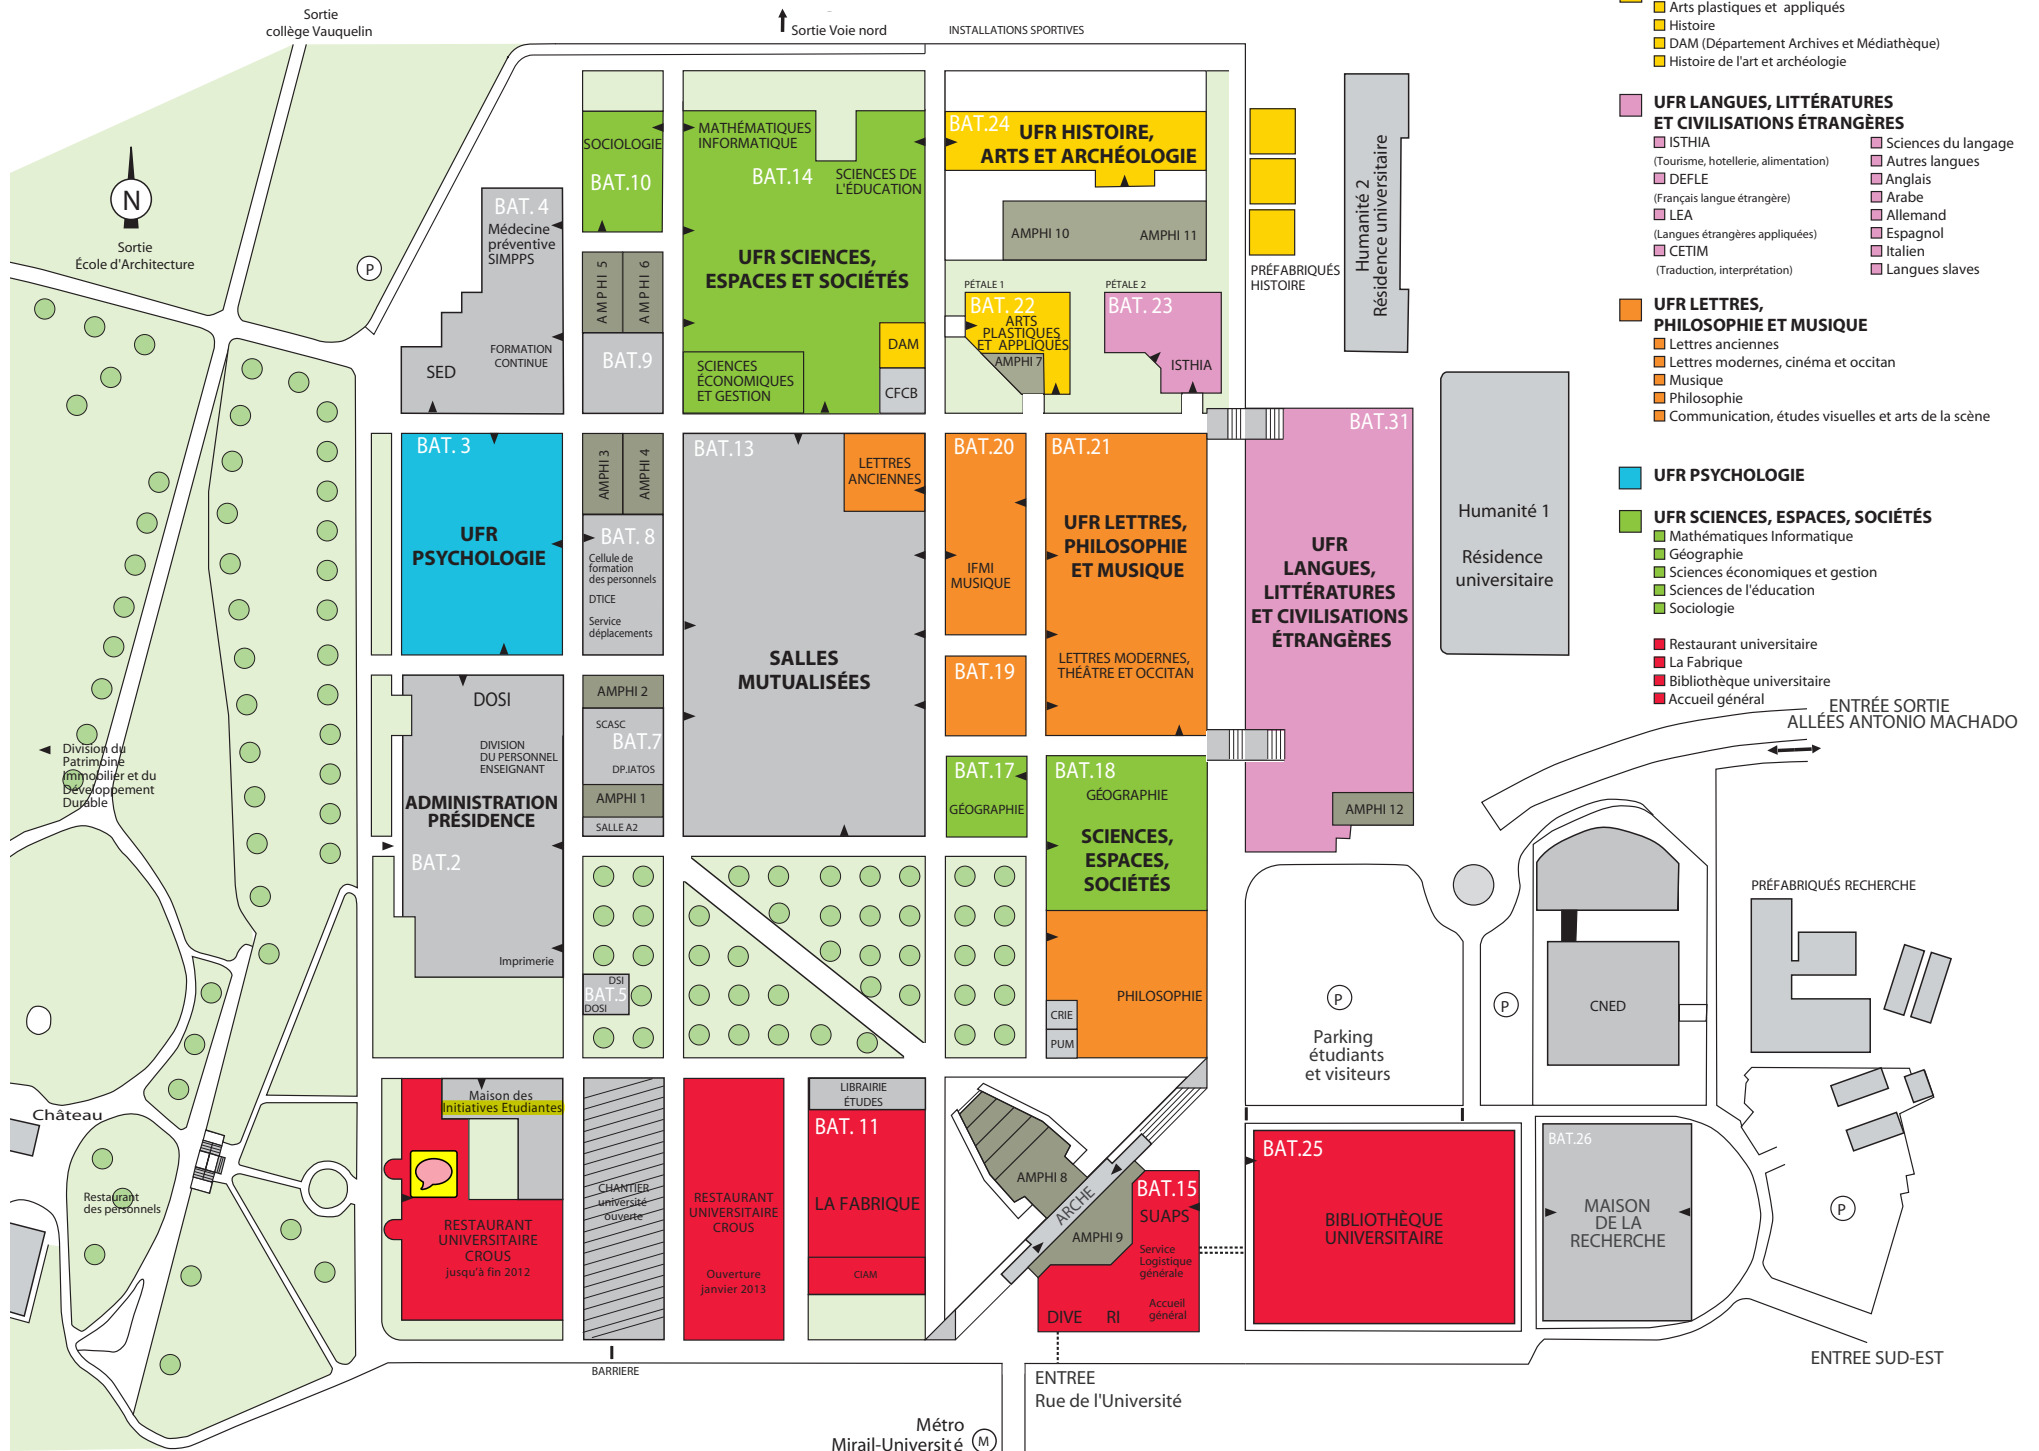 Sortie
collège Vauquelin
Sortie Voie nord
INSTALLATIONS SPORTIVES
N
Sortie
École d'Architecture
P
BAT. 4
Médecine
préventive
SIMPPS
FORMATION
CONTINUE
SED
SOCIOLOGIE
BAT.10
AMPHI 5
AMPHI 6
BAT.9
MATHÉMATIQUES
INFORMATIQUE
BAT.14
SCIENCES DE
L'ÉDUCATION
UFR SCIENCES,
ESPACES ET SOCIÉTÉS
DAM
CFCB
SCIENCES
ÉCONOMIQUES
ET GESTION
BAT.24
UFR HISTOIRE,
ARTS ET ARCHÉOLOGIE
AMPHI 10
AMPHI 11
PÉTALE 1
BAT. 22
ARTS
PLASTIQUES
ET APPLIQUÉS
AMPHI 7
PÉTALE 2
BAT. 23
ISTHIA
PRÉFABRIQUÉS
HISTOIRE
Humanité 2
Résidence universitaire
Arts plastiques et appliqués
Histoire
DAM (Département Archives et Médiathèque)
Histoire de l'art et archéologie
UFR LANGUES, LITTÉRATURES
ET CIVILISATIONS ÉTRANGÈRES
ISTHIA
(Tourisme, hotellerie, alimentation)
DEFLE
(Français langue étrangère)
LEA
(Langues étrangères appliquées)
CETIM
(Traduction, interprétation)
Sciences du langage
Autres langues
Anglais
Arabe
Allemand
Espagnol
Italien
Langues slaves
UFR LETTRES,
PHILOSOPHIE ET MUSIQUE
Lettres anciennes
Lettres modernes, cinéma et occitan
Musique
Philosophie
Communication, études visuelles et arts de la scène
UFR PSYCHOLOGIE
UFR SCIENCES, ESPACES, SOCIÉTÉS
Mathématiques Informatique
Géographie
Sciences économiques et gestion
Sciences de l'éducation
Sociologie
Restaurant universitaire
La Fabrique
Bibliothèque universitaire
Accueil général
BAT. 3
UFR
PSYCHOLOGIE
AMPHI 3
AMPHI 4
BAT. 8
Cellule de
formation
des personnels
DTICE
Service
déplacements
BAT.13
LETTRES
ANCIENNES
SALLES
MUTUALISÉES
BAT.20
IFMI
MUSIQUE
BAT.19
BAT.21
UFR LETTRES,
PHILOSOPHIE
ET MUSIQUE
LETTRES MODERNES,
THÉÂTRE ET OCCITAN
BAT.31
UFR
LANGUES,
LITTÉRATURES
ET CIVILISATIONS
ÉTRANGÈRES
AMPHI 12
Humanité 1
Résidence
universitaire
ENTRÉE SORTIE
ALLÉES ANTONIO MACHADO
Division du
Patrimoine
Immobilier et du
Développement
Durable
DOSI
DIVISION
DU PERSONNEL
ENSEIGNANT
ADMINISTRATION
PRÉSIDENCE
BAT.2
Imprimerie
AMPHI 2
SCASC
BAT.7
DP.IATOS
AMPHI 1
SALLE A2
DSI
BAT.5
DOSI
BAT.17
GÉOGRAPHIE
BAT.18
GÉOGRAPHIE
SCIENCES,
ESPACES,
SOCIÉTÉS
PHILOSOPHIE
CRIE
PUM
P
Parking
étudiants
et visiteurs
P
CNED
PRÉFABRIQUÉS RECHERCHE
Château
Restaurant
des personnels
Maison des
Initiatives Etudiantes
RESTAURANT
UNIVERSITAIRE
CROUS
jusqu'à fin 2012
CHANTIER
université
ouverte
RESTAURANT
UNIVERSITAIRE
CROUS
Ouverture
janvier 2013
LIBRAIRIE
ÉTUDES
BAT. 11
LA FABRIQUE
CIAM
AMPHI 8
ARCHE
AMPHI 9
BAT.15
SUAPS
Service
Logistique
générale
DIVE
RI
Accueil
général
BAT.25
BIBLIOTHÈQUE
UNIVERSITAIRE
BAT.26
MAISON
DE LA
RECHERCHE
P
BARRIERE
ENTREE
Rue de l'Université
ENTREE SUD-EST
Métro
Mirail-Université
M